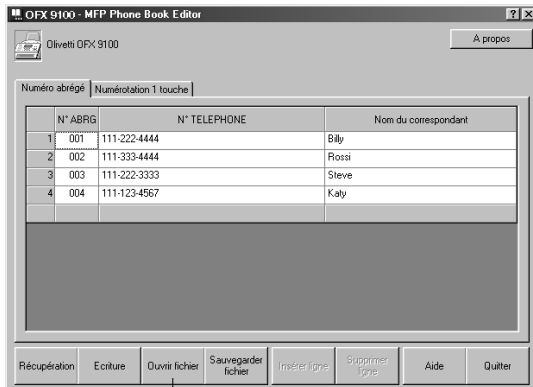 OFX 9100 - MFP Phone Book Editor
Olivetti OFX 9100
A propos
Numéro abrégé Numérotation 1 touche
N° ABRG N° TELEPHONE Nom du correspondant
1 001 111-222-4444 Billy
2 002 111-333-4444 Rossi
3 003 111-222-3333 Steve
4 004 111-123-4567 Katy
Récupération Ecriture Ouvrir fichier Sauvegarder fichier Insérer ligne Supprimer ligne Aide Quitter